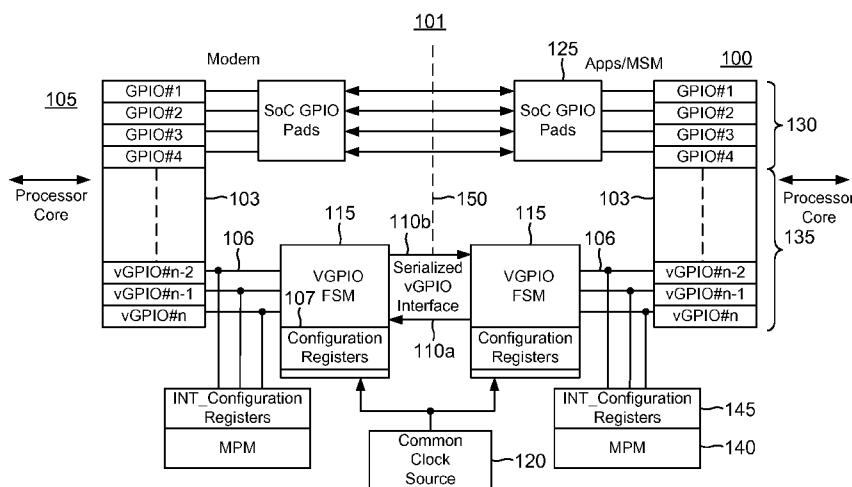 101
Modem
125
Apps/MSM
100
105
GPIO#1
GPIO#2
GPIO#3
GPIO#4
SoC GPIO
Pads
SoC GPIO
Pads
GPIO#1
GPIO#2
GPIO#3
GPIO#4
130
Processor
Core
103
150
103
135
Processor
Core
115
110b
115
106
106
vGPIO#n-2
vGPIO#n-1
vGPIO#n
VGPIO
FSM
Serialized
vGPIO
Interface
VGPIO
FSM
vGPIO#n-2
vGPIO#n-1
vGPIO#n
107
Configuration
Registers
110a
Configuration
Registers
INT_Configuration
Registers
MPM
Common
Clock
Source
120
INT_Configuration
Registers
145
MPM
140